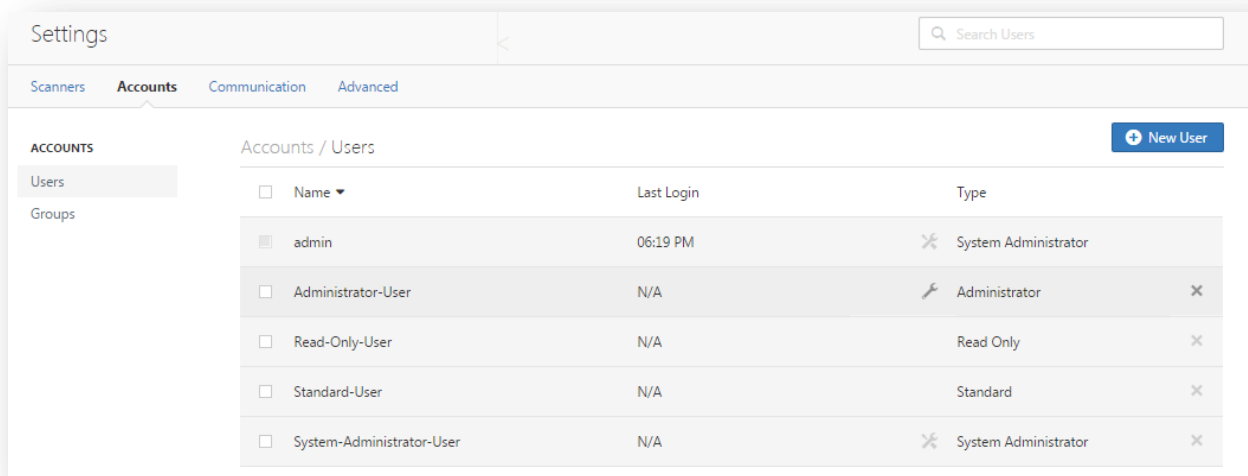 Settings
Search Users
Scanners Accounts Communication Advanced
ACCOUNTS
Users
Groups
Accounts / Users
New User
Name Last Login Type
admin 06:19 PM System Administrator
Administrator-User N/A Administrator
Read-Only-User N/A Read Only
Standard-User N/A Standard
System-Administrator-User N/A System Administrator